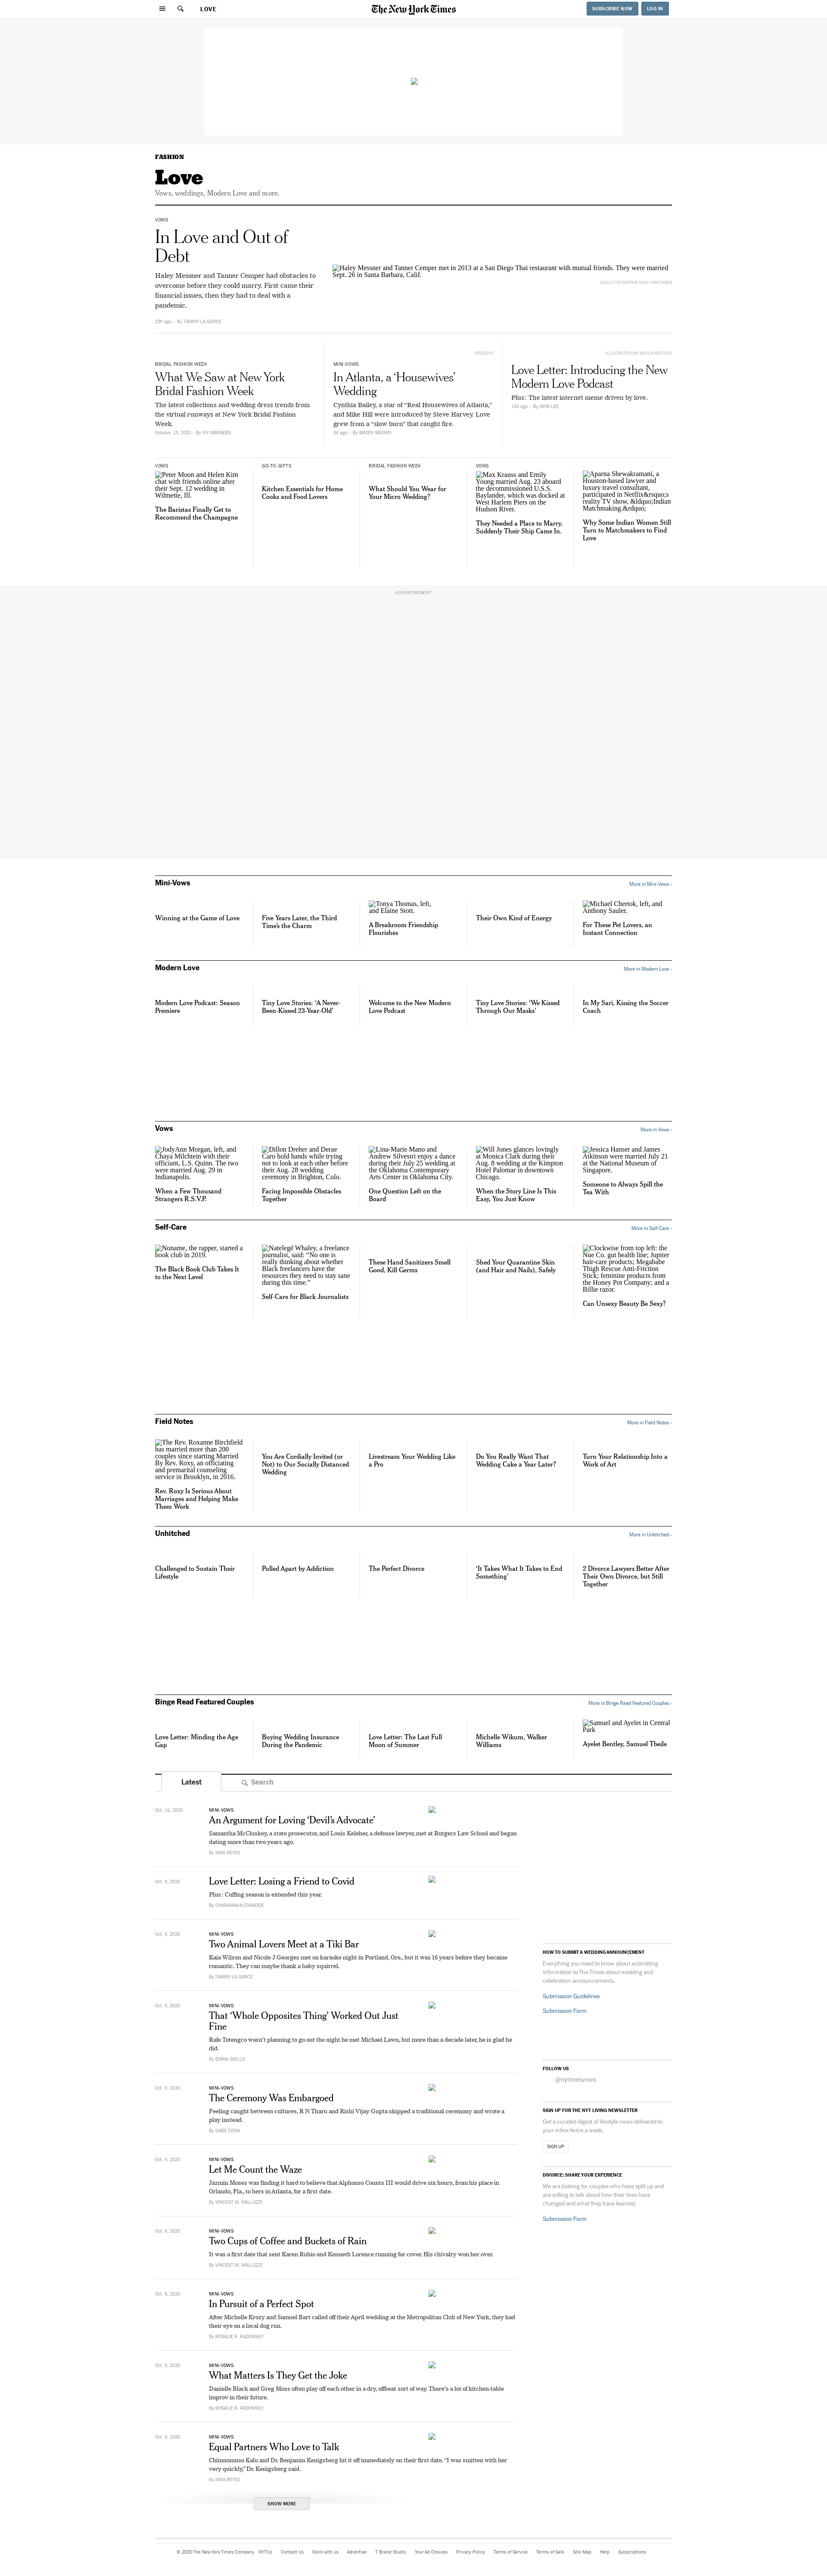 LOVE
The New York Times
SUBSCRIBE NOW
LOG IN
FASHION
Love
Vows, weddings, Modern Love and more.
VOWS
In Love and Out of
Debt
Haley Messner and Tanner Cemper had obstacles to
overcome before they could marry. First came their
financial issues, then they had to deal with a
pandemic.
By TAMMY LA GORCE
Haley Messner and Tanner Cemper met in 2013 at a San Diego Thai restaurant with mutual friends. They were married
Sept. 26 in Santa Barbara, Calif.
BRIDAL FASHION WEEK
What We Saw at New York
Bridal Fashion Week
The latest collections and wedding dress trends from
the virtual runways at New York Bridal Fashion
Week.
October 13, 2020 – By IVY MANNERS
MINI-VOWS
In Atlanta, a ‘Housewives’
Wedding
Cynthia Bailey, a star of “Real Housewives of Atlanta,”
and Mike Hill were introduced by Steve Harvey. Love
grew from a “slow burn” that caught fire.
3d ago – By BRODY BROWN
Love Letter: Introducing the New
Modern Love Podcast
Plus: The latest internet meme driven by love.
13h ago – By MIYA LEE
VOWS
Peter Moon and Helen Kim
chat with friends online after
their Sept. 12 wedding in
Wilmette, Ill.
The Baristas Finally Get to
Recommend the Champagne
GO-TO-GIFTS
Kitchen Essentials for Home
Cooks and Food Lovers
BRIDAL FASHION WEEK
What Should You Wear for
Your Micro Wedding?
VOWS
Max Krauss and Emily
Young married Aug. 23 aboard
the decommissioned U.S.S.
Baylander, which was docked at
West Harlem Piers on the
Hudson River.
They Needed a Place to Marry.
Suddenly Their Ship Came In.
Aparna Shewakramani, a
Houston-based lawyer and
luxury travel consultant,
participated in Netflix&rsquo;s
reality TV show, &ldquo;Indian
Matchmaking.&rdquo;
Why Some Indian Women Still
Turn to Matchmakers to Find
Love
ADVERTISEMENT
Mini-Vows
More in Mini-Vows ›
Winning at the Game of Love
Five Years Later, the Third
Time’s the Charm
Tonya Thomas, left,
and Elaine Stott.
A Breakroom Friendship
Flourishes
Their Own Kind of Energy
Michael Chertok, left, and
Anthony Sauler.
For These Pet Lovers, an
Instant Connection
Modern Love
More in Modern Love ›
Modern Love Podcast: Season
Premiere
Tiny Love Stories: ‘A Never-
Been-Kissed 23-Year-Old’
Welcome to the New Modern
Love Podcast
Tiny Love Stories: ‘We Kissed
Through Our Masks’
In My Sari, Kissing the Soccer
Coach
Vows
More in Vows ›
JodyAnn Morgan, left, and
Chaya Milchtein with their
officiant, L.S. Quinn. The two
were married Aug. 29 in
Indianapolis.
When a Few Thousand
Strangers R.S.V.P.
Dillon Dreher and Derae
Caro hold hands while trying
not to look at each other before
their Aug. 28 wedding
ceremony in Brighton, Colo.
Facing Impossible Obstacles
Together
Lina-Marie Mano and
Andrew Silvestri enjoy a dance
during their July 25 wedding at
the Oklahoma Contemporary
Arts Center in Oklahoma City.
One Question Left on the
Board
Will Jones glances lovingly
at Monica Clark during their
Aug. 8 wedding at the Kimpton
Hotel Palomar in downtown
Chicago.
When the Story Line Is This
Easy, You Just Know
Jessica Hanser and James
Atkinson were married July 21
at the National Museum of
Singapore.
Someone to Always Spill the
Tea With
Self-Care
More in Self-Care ›
Noname, the rapper, started a
book club in 2019.
The Black Book Club Takes It
to the Next Level
Natelegé Whaley, a freelance
journalist, said: “No one is
really thinking about whether
Black freelancers have the
resources they need to stay sane
during this time.”
Self-Care for Black Journalists
These Hand Sanitizers Smell
Good, Kill Germs
Shed Your Quarantine Skin
(and Hair and Nails), Safely
Clockwise from top left: the
Nue Co. gut health line; Jupiter
hair-care products; Megababe
Thigh Rescue Anti-Friction
Stick; feminine products from
the Honey Pot Company; and a
Billie razor.
Can Unsexy Beauty Be Sexy?
Field Notes
More in Field Notes ›
The Rev. Roxanne Birchfield
has married more than 200
couples since starting Married
By Rev. Roxy, an officiating
and premarital counseling
service in Brooklyn, in 2016.
Rev. Roxy Is Serious About
Marriages and Helping Make
Them Work
You Are Cordially Invited (or
Not) to Our Socially Distanced
Wedding
Livestream Your Wedding Like
a Pro
Do You Really Want That
Wedding Cake a Year Later?
Turn Your Relationship Into a
Work of Art
Unhitched
More in Unhitched ›
Challenged to Sustain Their
Lifestyle
Pulled Apart by Addiction
The Perfect Divorce
‘It Takes What It Takes to End
Something’
2 Divorce Lawyers Better After
Their Own Divorce, but Still
Together
Binge Read Featured Couples
More in Binge Read Featured Couples ›
Love Letter: Minding the Age
Gap
Buying Wedding Insurance
During the Pandemic
Love Letter: The Last Full
Moon of Summer
Michelle Wikum, Walker
Williams
Samuel and Ayelet in Central
Park
Ayelet Bentley, Samuel Tbeile
Latest
Search
Oct. 16, 2020
MINI-VOWS
An Argument for Loving ‘Devil’s Advocate’
Samantha McCluskey, a state prosecutor, and Louis Keleher, a defense lawyer, met at Rutgers Law School and began
dating more than two years ago.
By NINA REYES
Oct. 9, 2020
Love Letter: Losing a Friend to Covid
Plus: Cuffing season is extended this year.
By CHARANNA ALEXANDER
Oct. 9, 2020
MINI-VOWS
Two Animal Lovers Meet at a Tiki Bar
Kaia Wilson and Nicole J Georges met on karaoke night in Portland, Ore., but it was 16 years before they became
romantic. They can maybe thank a baby squirrel.
By TAMMY LA GORCE
Oct. 9, 2020
MINI-VOWS
That ‘Whole Opposites Thing’ Worked Out Just
Fine
Rafe Totengco wasn’t planning to go out the night he met Michael Lawn, but more than a decade later, he is glad he
did.
By EMMA GRILLO
Oct. 9, 2020
MINI-VOWS
The Ceremony Was Embargoed
Feeling caught between cultures, R N Tharu and Rishi Vijay Gupta skipped a traditional ceremony and wrote a
play instead.
By GABE COHN
Oct. 9, 2020
MINI-VOWS
Let Me Count the Waze
Jazmin Moses was finding it hard to believe that Alphonso Counts III would drive six hours, from his place in
Orlando, Fla., to hers in Atlanta, for a first date.
By VINCENT M. MALLOZZI
Oct. 9, 2020
MINI-VOWS
Two Cups of Coffee and Buckets of Rain
It was a first date that sent Karen Rubio and Kenneth Lorence running for cover. His chivalry won her over.
By VINCENT M. MALLOZZI
Oct. 9, 2020
MINI-VOWS
In Pursuit of a Perfect Spot
After Michelle Krozy and Samuel Bart called off their April wedding at the Metropolitan Club of New York, they had
their eye on a local dog run.
By ROSALIE R. RADOMSKY
Oct. 9, 2020
MINI-VOWS
What Matters Is They Get the Joke
Danielle Black and Greg Moss often play off each other in a dry, offbeat sort of way. There’s a lot of kitchen-table
improv in their future.
By ROSALIE R. RADOMSKY
Oct. 9, 2020
MINI-VOWS
Equal Partners Who Love to Talk
Chinnomnso Kalu and Dr. Benjamin Kenigsberg hit it off immediately on their first date. “I was smitten with her
very quickly,” Dr. Kenigsberg said.
By NINA REYES
SHOW MORE
HOW TO SUBMIT A WEDDING ANNOUNCEMENT
Everything you need to know about submitting
information to The Times about wedding and
celebration announcements.
Submission Guidelines
Submission Form
FOLLOW US
@nytimesvows
SIGN UP FOR THE NYT LIVING NEWSLETTER
Get a curated digest of lifestyle news delivered to
your inbox twice a week.
SIGN UP
DIVORCE: SHARE YOUR EXPERIENCE
We are looking for couples who have split up and
are willing to talk about how their lives have
changed and what they have learned.
Submission Form
© 2020 The New York Times Company NYTCo Contact Us Work with us Advertise T Brand Studio Your Ad Choices Privacy Policy Terms of Service Terms of Sale Site Map Help Subscriptions